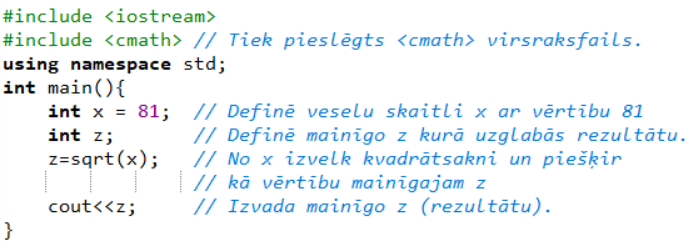 #include <iostream>
#include <cmath> // Tiek pieslēgts <cmath> virsraksfails.
using namespace std;
int main(){
    int x = 81;  // Definē veselu skaitli x ar vērtību 81
    int z;       // Definē mainīgo z kurā uzglabās rezultātu.
    z=sqrt(x);   // No x izvelk kvadrātsakni un piešķir
                 // kā vērtību mainīgajam z
    cout<<z;     // Izvada mainīgo z (rezultātu).
}